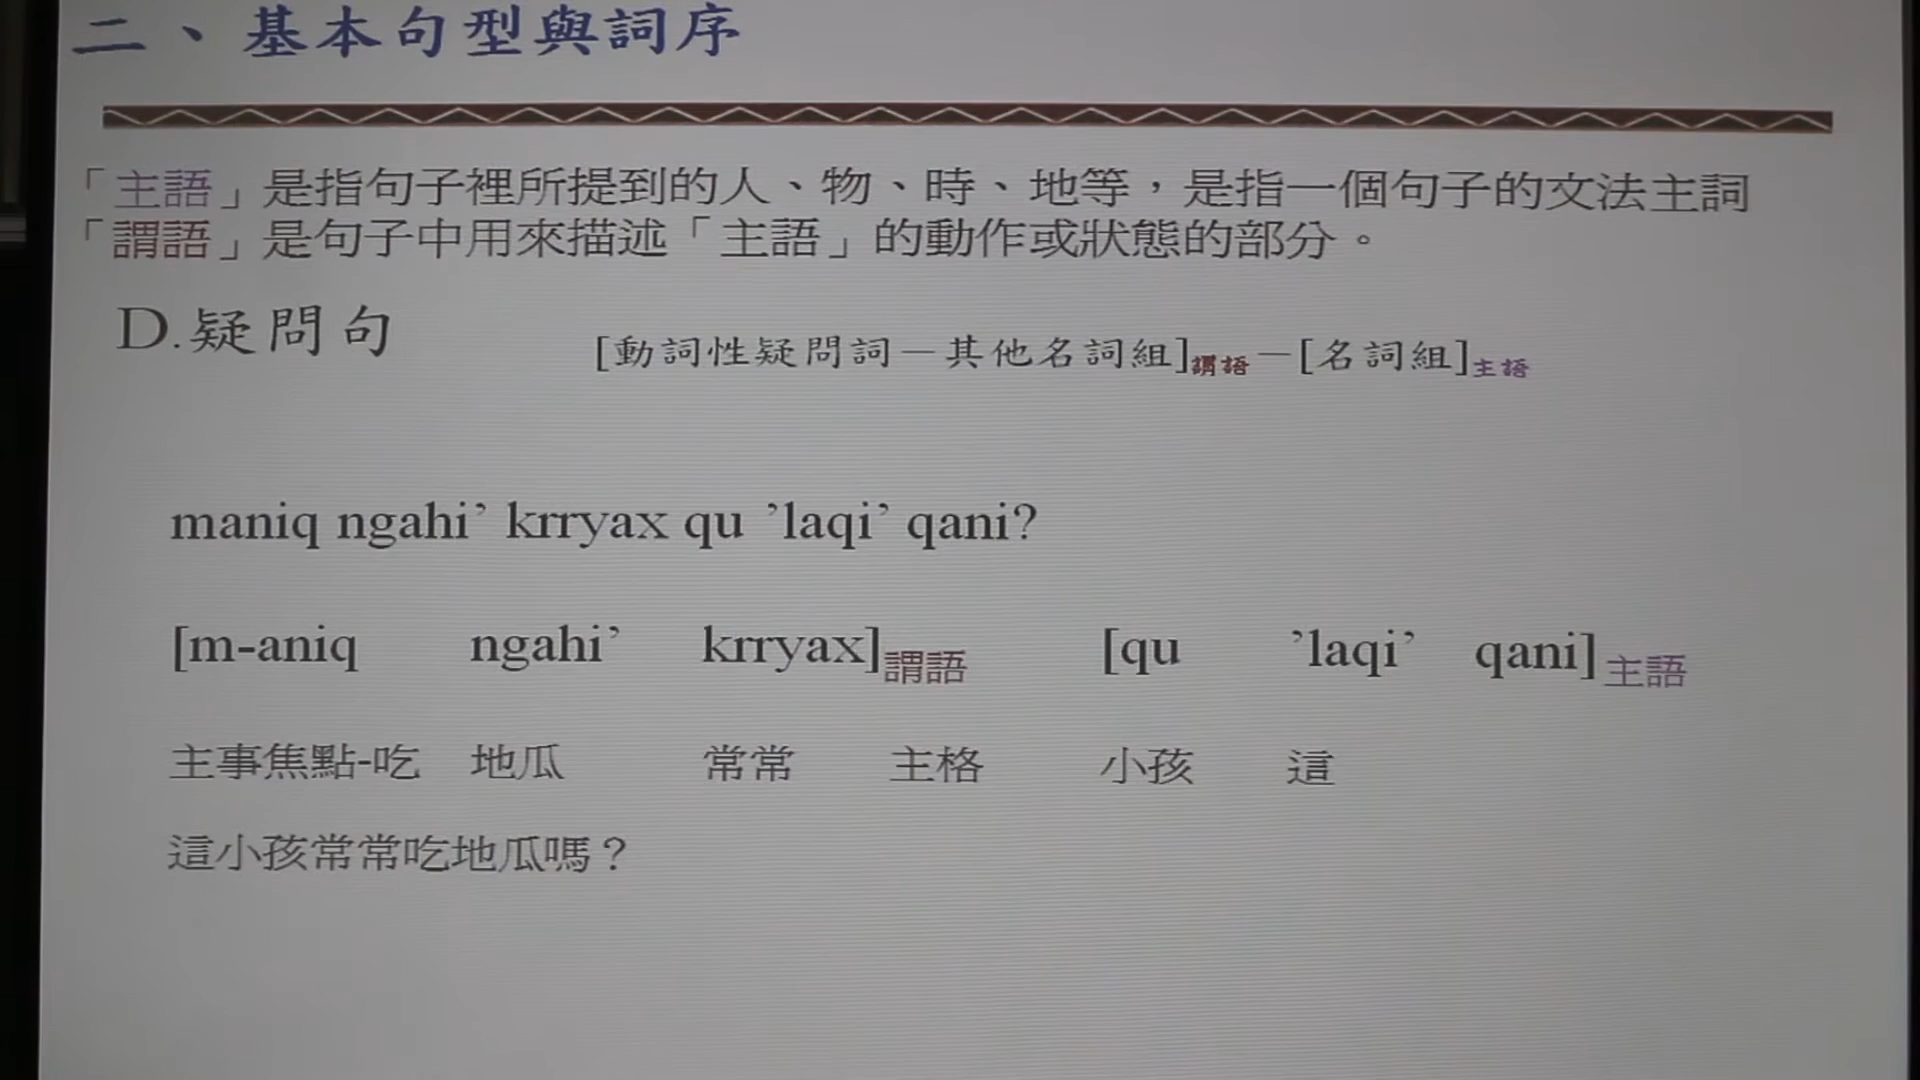 二、基本句型與詞序
「主語」是指句子裡所提到的人、物、時、地等，是指一個句子的文法主詞
「謂語」是句子中用來描述「主語」的動作或狀態的部分。
D.疑問句 [動詞性疑問詞－其他名詞組]謂語－[名詞組]主語
maniq ngahi’ krryax qu ’laqi’ qani?
[m-aniq ngahi’ krryax]謂語 [qu ’laqi’ qani]主語
主事焦點-吃 地瓜 常常 主格 小孩 這
這小孩常常吃地瓜嗎？